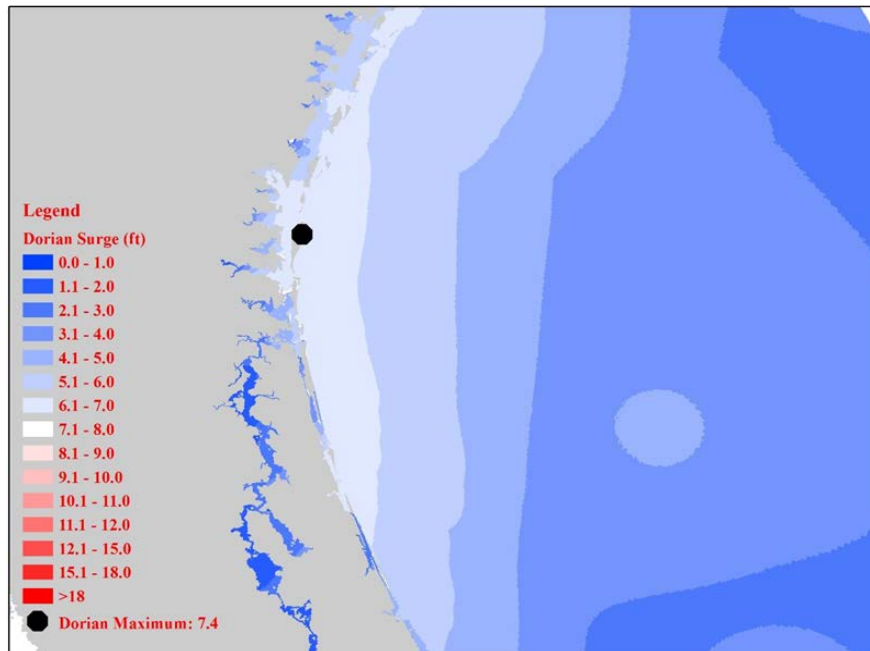 Legend
Dorian Surge (ft)
0.0 - 1.0
1.1 - 2.0
2.1 - 3.0
3.1 - 4.0
4.1 - 5.0
5.1 - 6.0
6.1 - 7.0
7.1 - 8.0
8.1 - 9.0
9.1 - 10.0
10.1 - 11.0
11.1 - 12.0
12.1 - 15.0
15.1 - 18.0
>18
Dorian Maximum: 7.4